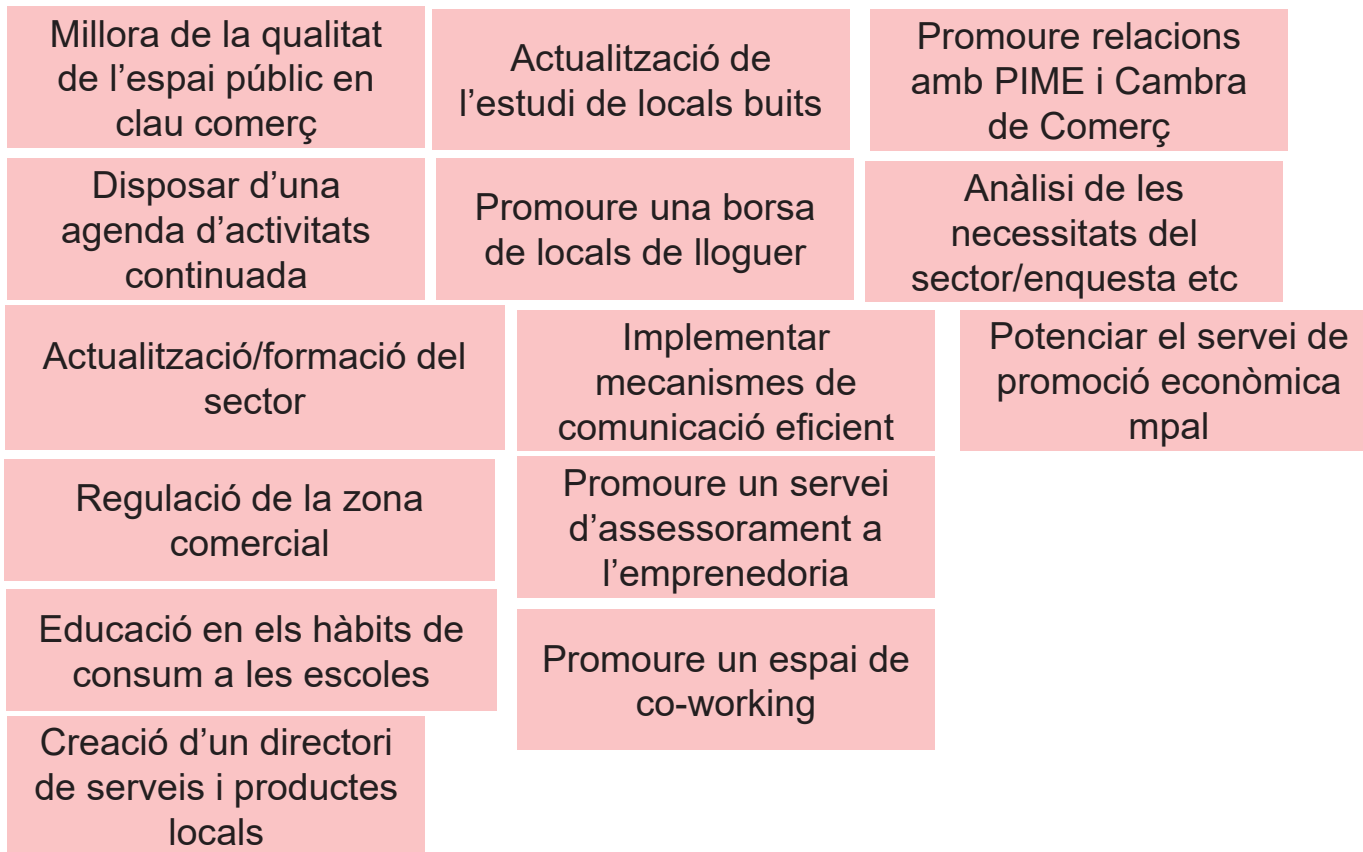 Millora de la qualitat
de l’espai públic en
clau comerç
Actualització de
l’estudi de locals buits
Promoure relacions
amb PIME i Cambra
de Comerç
Disposar d’una
agenda d’activitats
continuada
Promoure una borsa
de locals de lloguer
Anàlisi de les
necessitats del
sector/enquesta etc
Actualització/formació del
sector
Implementar
mecanismes de
comunicació eficient
Potenciar el servei de
promoció econòmica
mpal
Regulació de la zona
comercial
Promoure un servei
d’assessorament a
l’emprenedoria
Educació en els hàbits de
consum a les escoles
Promoure un espai de
co-working
Creació d’un directori
de serveis i productes
locals